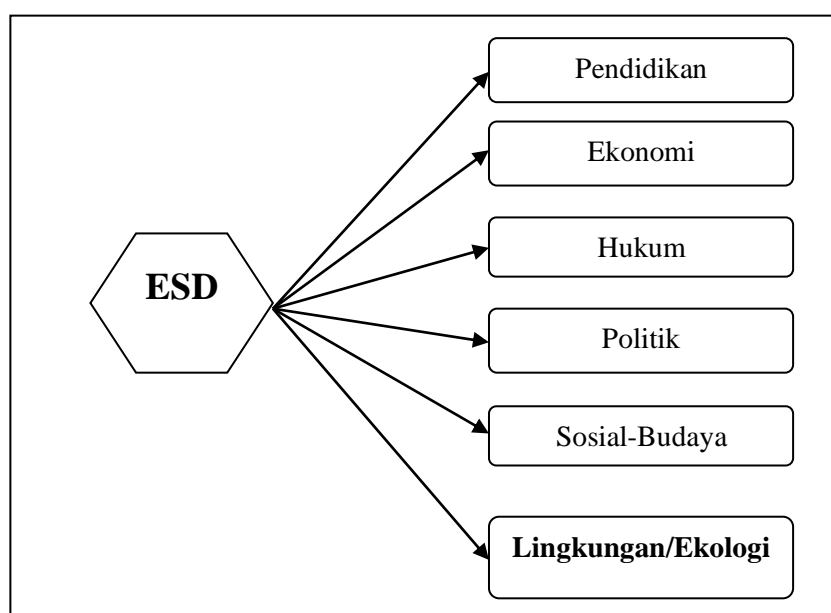 Pendidikan
Ekonomi
Hukum
ESD
Politik
Sosial-Budaya
Lingkungan/Ekologi